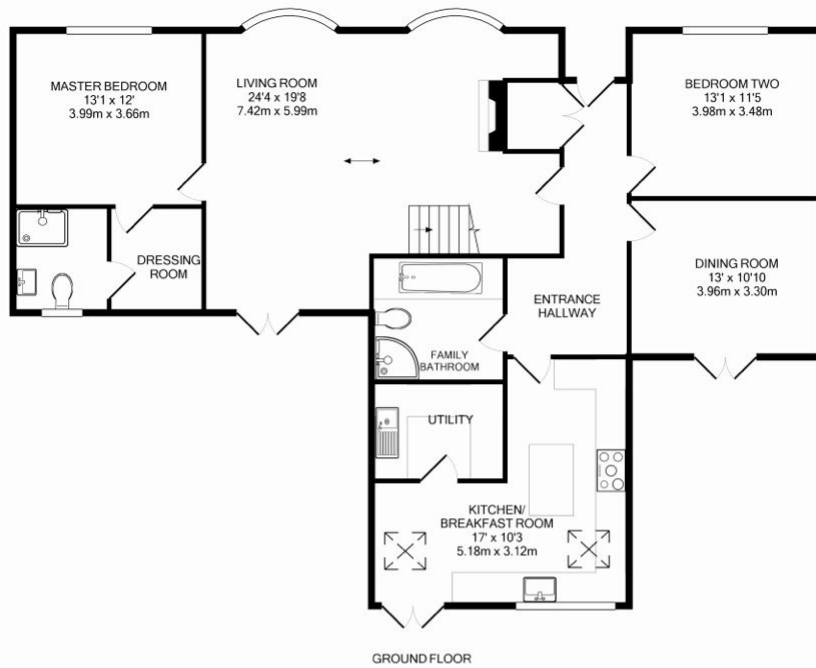 MASTER BEDROOM
13'1 x 12'
3.99m x 3.66m
LIVING ROOM
24'4 x 19'8
7.42m x 5.99m
BEDROOM TWO
13'1 x 11'5
3.98m x 3.48m
DRESSING
ROOM
ENTRANCE
HALLWAY
DINING ROOM
13' x 10'10
3.96m x 3.30m
FAMILY
BATHROOM
UTILITY
KITCHEN/
BREAKFAST ROOM
17' x 10'3
5.18m x 3.12m
GROUND FLOOR